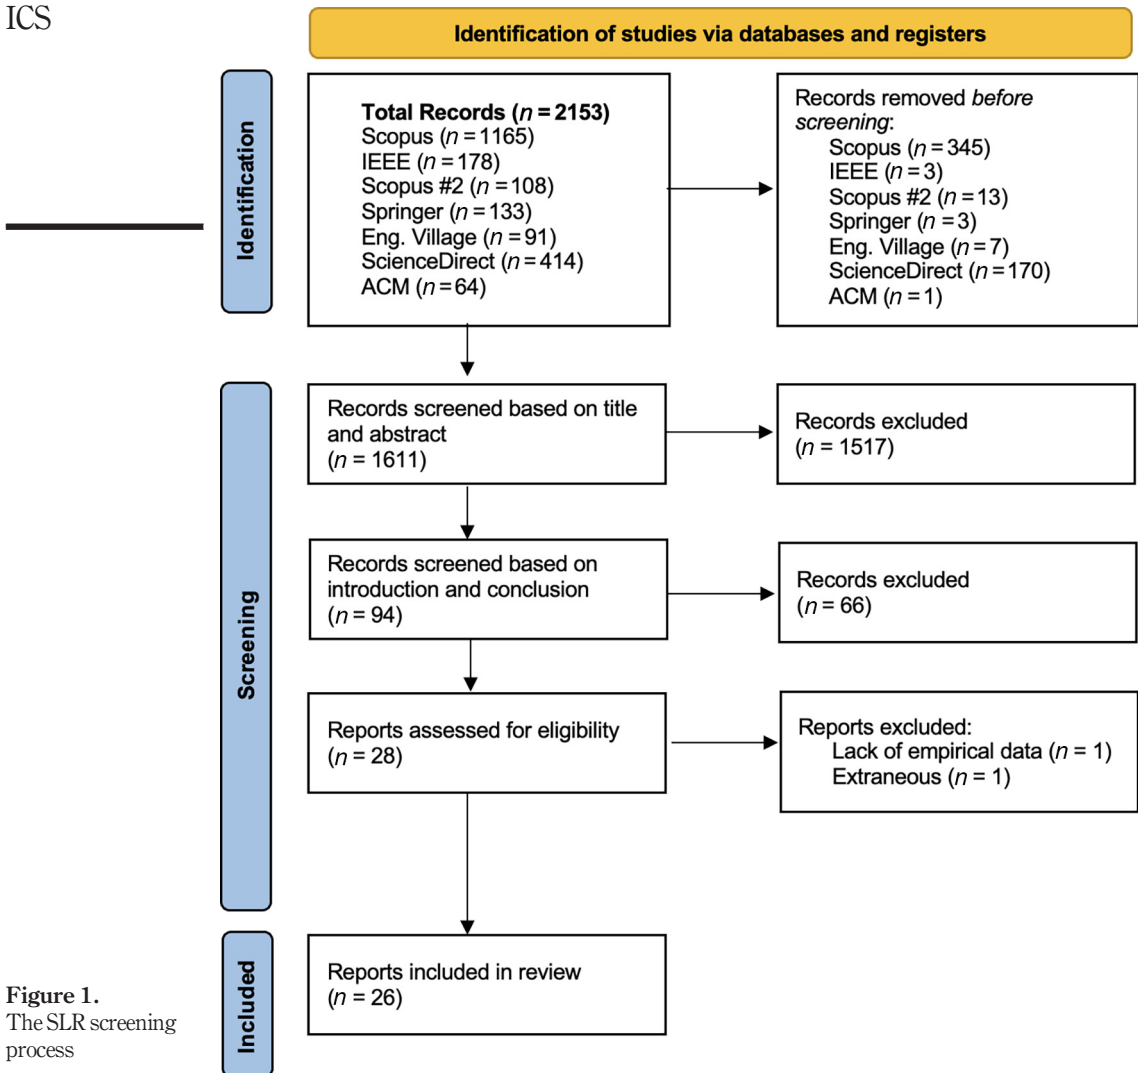 ICS
Identification of studies via databases and registers
Identification
Total Records (n = 2153)
Scopus (n = 1165)
IEEE (n = 178)
Scopus #2 (n = 108)
Springer (n = 133)
Eng. Village (n = 91)
ScienceDirect (n = 414)
ACM (n = 64)
Records removed before
screening:
Scopus (n = 345)
IEEE (n = 3)
Scopus #2 (n = 13)
Springer (n = 3)
Eng. Village (n = 7)
ScienceDirect (n = 170)
ACM (n = 1)
Screening
Records screened based on title
and abstract
(n = 1611)
Records excluded
(n = 1517)
Records screened based on
introduction and conclusion
(n = 94)
Records excluded
(n = 66)
Reports assessed for eligibility
(n = 28)
Reports excluded:
Lack of empirical data (n = 1)
Extraneous (n = 1)
Included
Reports included in review
(n = 26)
Figure 1.
The SLR screening
process